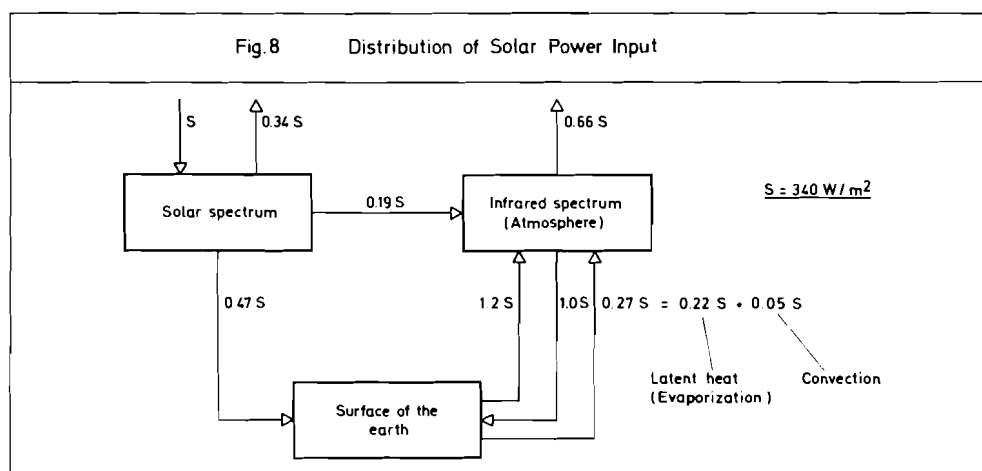 Fig.8 Distribution of Solar Power Input
S
0.34 S
0.66 S
Solar spectrum
0.19 S
Infrared spectrum
(Atmosphere)
S = 340 W/m²
0.47 S
1.2 S
1.0 S
0.27 S = 0.22 S + 0.05 S
Latent heat
(Evaporization)
Convection
Surface of the
earth